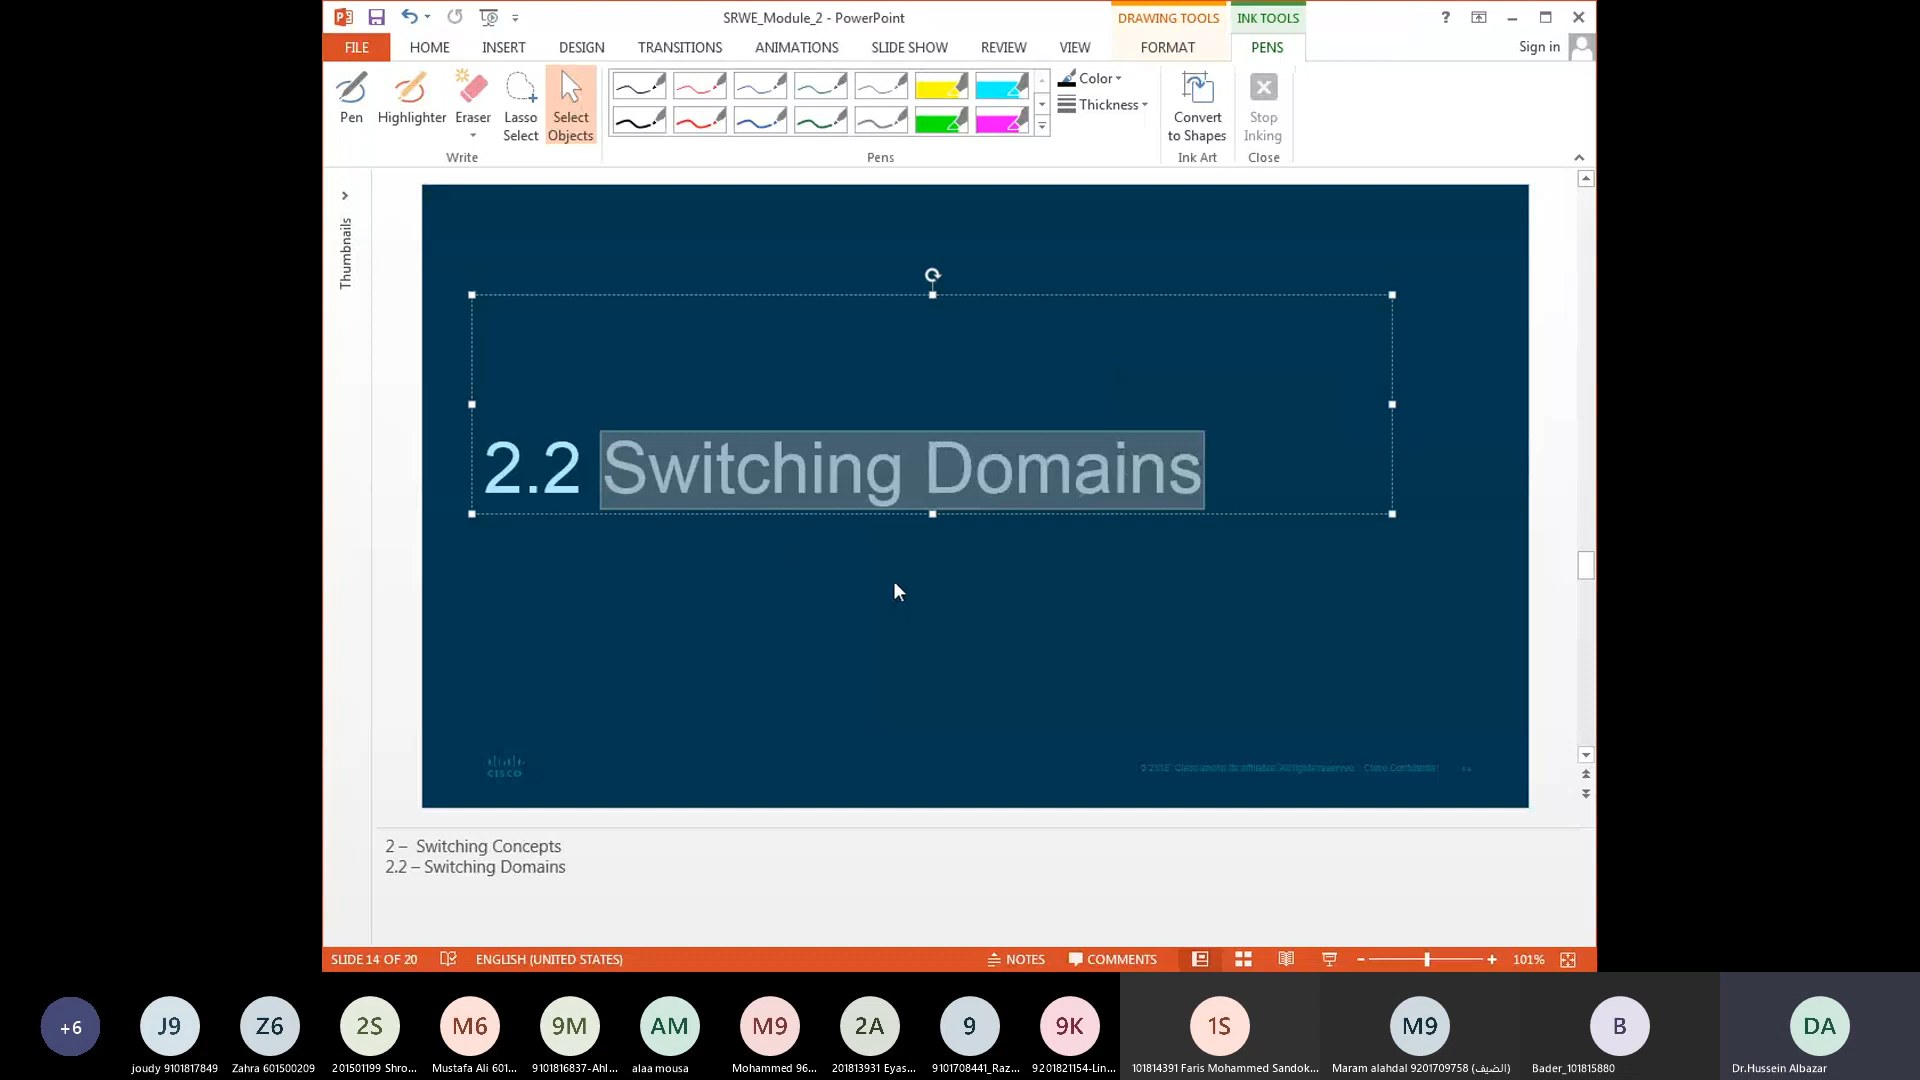 SRWE_Module_2 - PowerPoint
DRAWING TOOLS
INK TOOLS
?
FILE
HOME
INSERT
DESIGN
TRANSITIONS
ANIMATIONS
SLIDE SHOW
REVIEW
VIEW
FORMAT
PENS
Sign in
Pen
Highlighter
Eraser
Lasso
Select
Select
Objects
Color
Thickness
Convert
to Shapes
Stop
Inking
Write
Pens
Ink Art
Close
Thumbnails
2.2 Switching Domains
CISCO
2 – Switching Concepts
2.2 – Switching Domains
SLIDE 14 OF 20
ENGLISH (UNITED STATES)
NOTES
COMMENTS
101%
+6
J9
Z6
2S
M6
9M
AM
M9
2A
9
9K
1S
M9
B
DA
joudy 9101817849
Zahra 601500209
201501199 Shro...
Mustafa Ali 601...
9101816837-Ahl...
alaa mousa
Mohammed 96...
201813931 Eyas...
9101708441_Raz...
9201821154-Lin...
101814391 Faris Mohammed Sandok...
Maram alahdal 9201709758 (الضيف)
Bader_101815880
Dr.Hussein Albazar